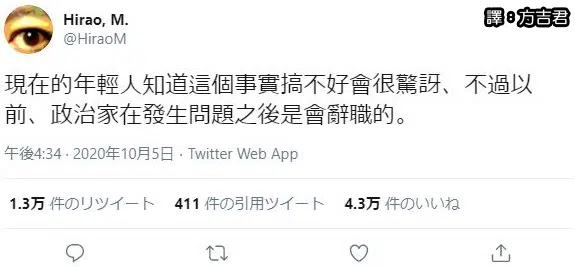 Hirao, M.
@HiraoM
譯:方吉君
現在的年輕人知道這個事實搞不好會很驚訝、不過以
前、政治家在發生問題之後是會辭職的。
午後4:34 · 2020年10月5日 · Twitter Web App
1.3万 件のリツイート 411 件の引用ツイート 4.3万 件のいいね